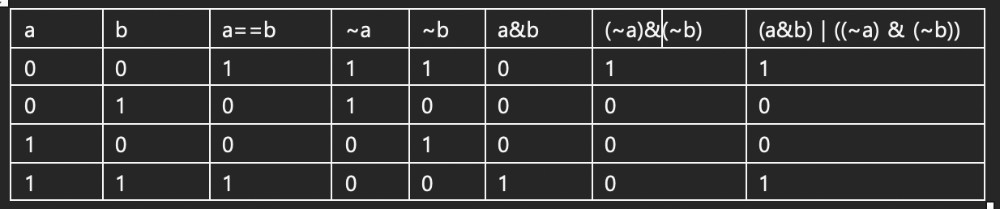 a b a==b ~a ~b a&b (~a)&(~b) (a&b) | ((~a) & (~b))
0 0 1 1 1 0 1 1
0 1 0 1 0 0 0 0
1 0 0 0 1 0 0 0
1 1 1 0 0 1 0 1